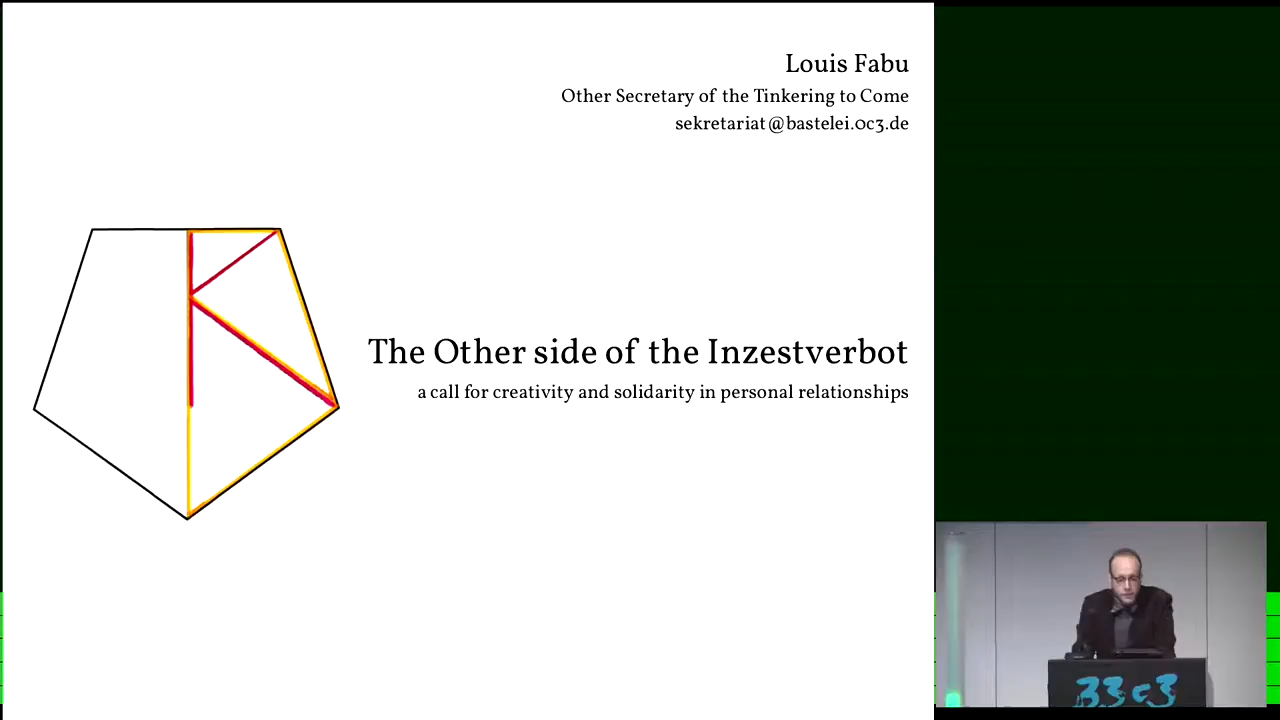 Louis Fabu
Other Secretary of the Tinkering to Come
sekretariat@bastelei.0c3.de
The Other side of the Inzestverbot
a call for creativity and solidarity in personal relationships
33c3